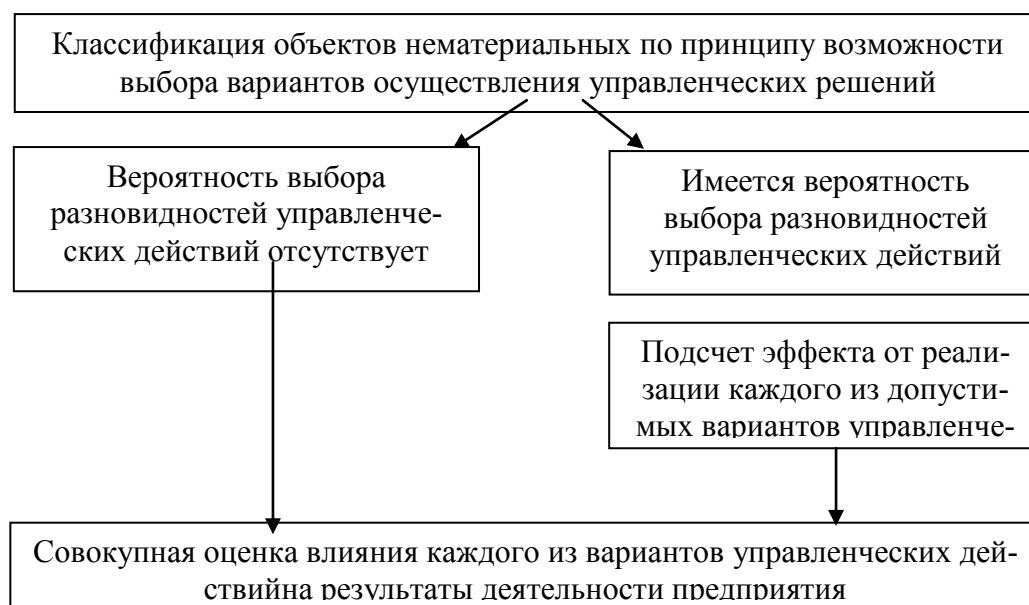 Классификация объектов нематериальных по принципу возможности
выбора вариантов осуществления управленческих решений
Вероятность выбора
разновидностей управленче-
ских действий отсутствует
Имеется вероятность
выбора разновидностей
управленческих действий
Подсчет эффекта от реали-
зации каждого из допусти-
мых вариантов управленче-
Совокупная оценка влияния каждого из вариантов управленческих дей-
ствийна результаты деятельности предприятия